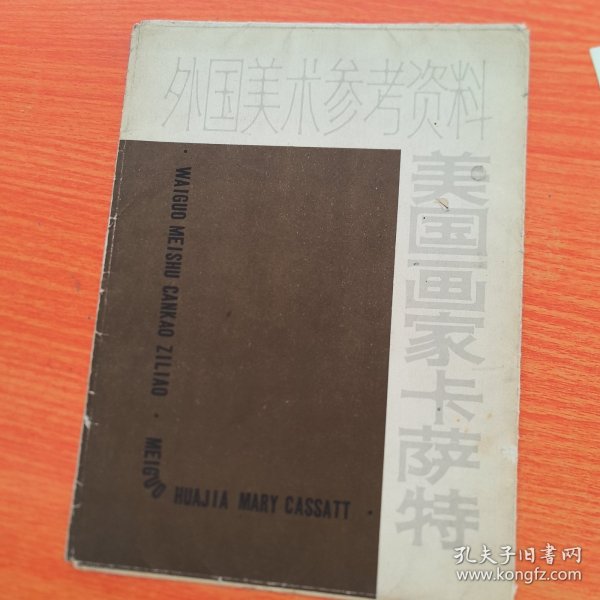 外国美术参考资料
美国画家卡萨特
WAIGUO MEISHU CANKAO ZILIAO · MEIGUO HUAJIA MARY CASSATT
孔夫子旧书网
www.kongfz.com